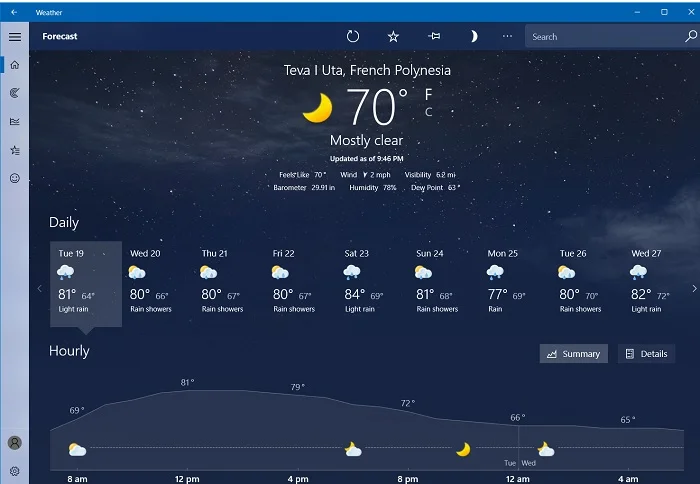 Weather
Forecast
Search
Teva I Uta, French Polynesia
70°
F
C
Mostly clear
Updated as of 9:46 PM
Feels Like 70° Wind 2 mph Visibility 6.2 mi
Barometer 29.91 in Humidity 78% Dew Point 63°
Daily
Tue 19 Wed 20 Thu 21 Fri 22 Sat 23 Sun 24 Mon 25 Tue 26 Wed 27
81° 64° 80° 66° 80° 67° 80° 67° 84° 69° 81° 68° 77° 69° 80° 70° 82° 72°
Light rain Rain showers Rain showers Rain showers Light rain Rain showers Rain Rain showers Light rain
Hourly
Summary Details
69° 81° 79° 72° 66° 65°
Tue Wed
8 am 12 pm 4 pm 8 pm 12 am 4 am